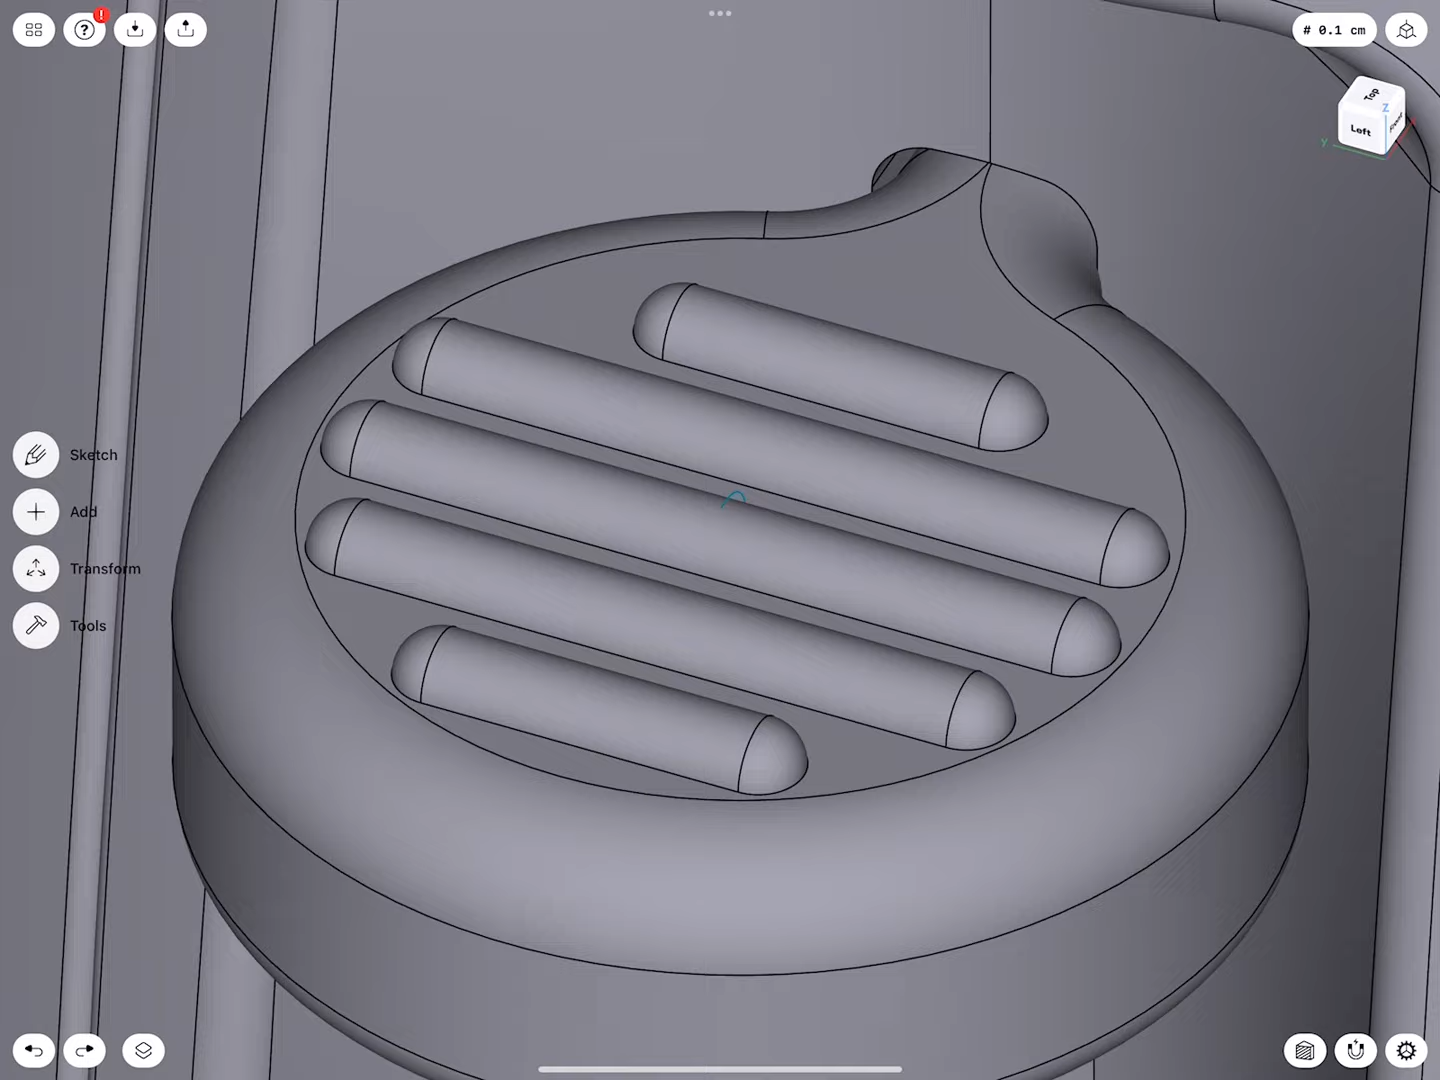 ?
!
# 0.1 cm
Top
Z
Left
Y
Sketch
Add
Transform
Tools